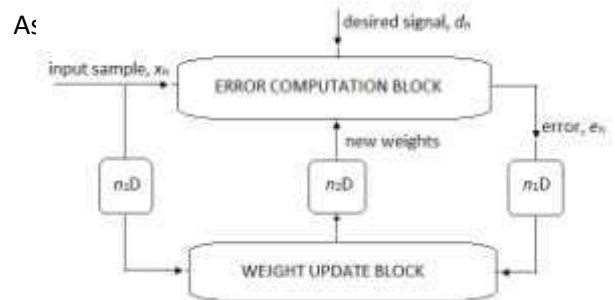 As
desired signal, dₙ
input sample, xₙ
ERROR COMPUTATION BLOCK
error, eₙ
new weights
n₁D n₂D n₁D
WEIGHT UPDATE BLOCK